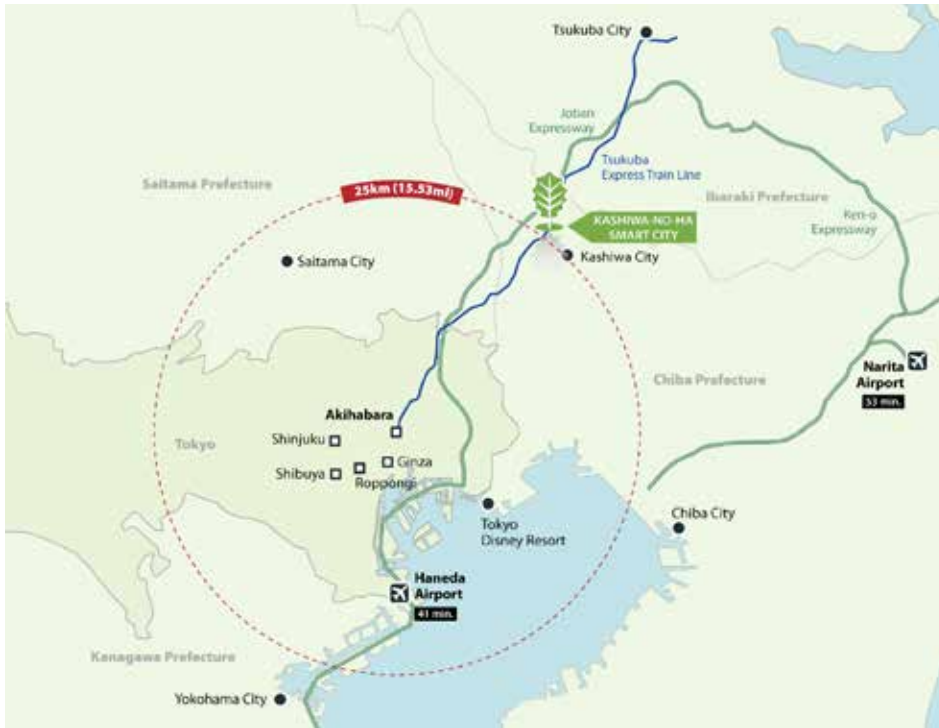 Tsukuba City
Joban
Expressway
Tsukuba
Express Train Line
Saitama Prefecture
25km (15.53mi)
Ibaraki Prefecture
KASHIWA-NO-HA
SMART CITY
Ken-o
Expressway
Saitama City
Kashiwa City
Narita
Airport
53 min.
Chiba Prefecture
Akihabara
Shinjuku
Tokyo
Ginza
Shibuya
Roppongi
Tokyo
Disney Resort
Chiba City
Haneda
Airport
41 min.
Kanagawa Prefecture
Yokohama City